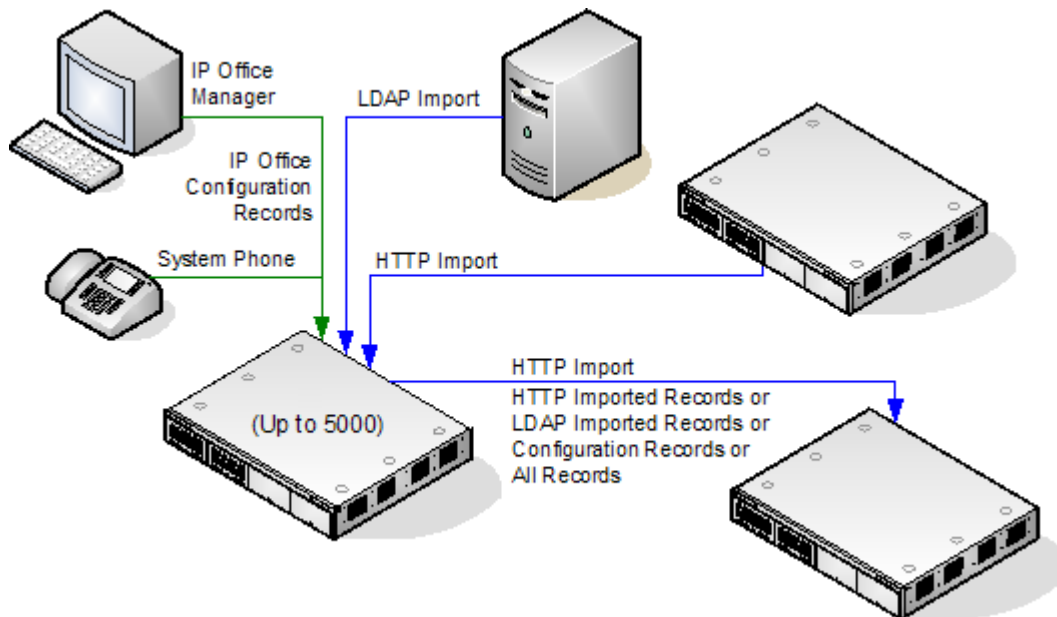 IP Office
Manager
LDAP Import
IP Office
Configuration
Records
System Phone
HTTP Import
(Up to 5000)
HTTP Import
HTTP Imported Records or
LDAP Imported Records or
Configuration Records or
All Records